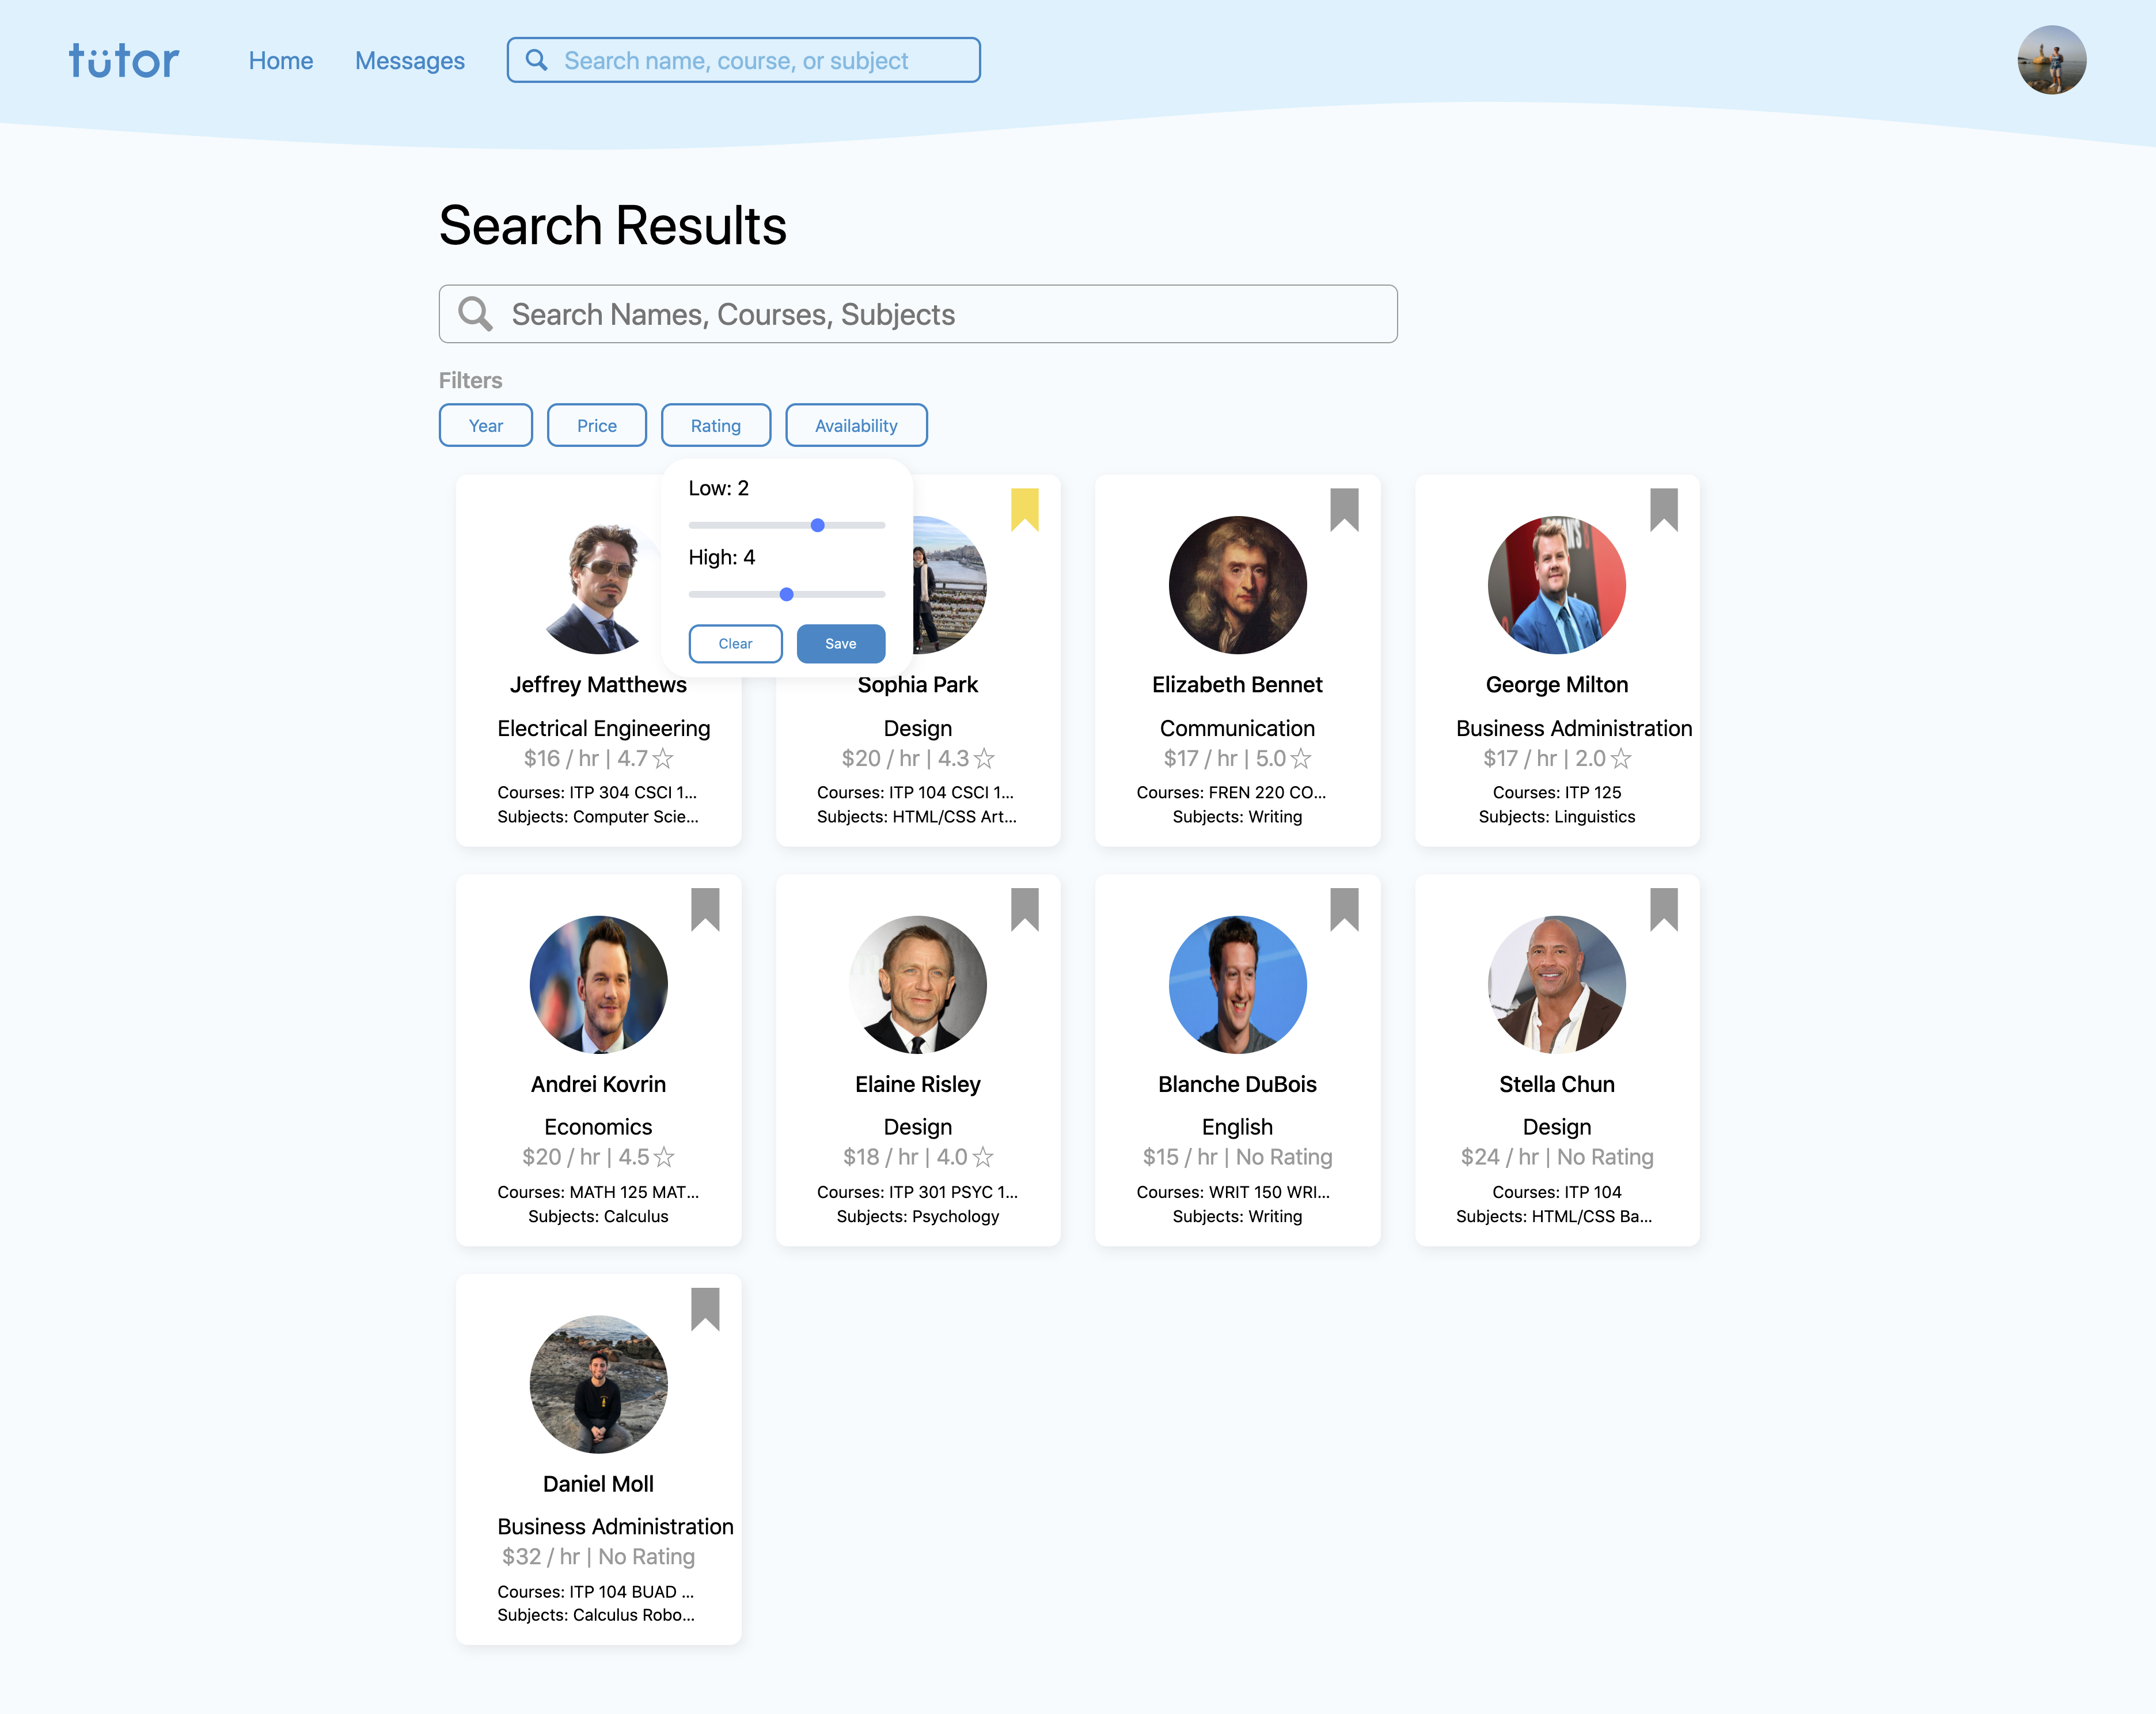 tütor
Home
Messages
Search name, course, or subject
Search Results
Search Names, Courses, Subjects
Filters
Year
Price
Rating
Availability
Low: 2
High: 4
Clear
Save
Jeffrey Matthews
Electrical Engineering
$16 / hr | 4.7☆
Courses: ITP 304 CSCI 1...
Subjects: Computer Scie...
Sophia Park
Design
$20 / hr | 4.3☆
Courses: ITP 104 CSCI 1...
Subjects: HTML/CSS Art...
Elizabeth Bennet
Communication
$17 / hr | 5.0☆
Courses: FREN 220 CO...
Subjects: Writing
George Milton
Business Administration
$17 / hr | 2.0☆
Courses: ITP 125
Subjects: Linguistics
Andrei Kovrin
Economics
$20 / hr | 4.5☆
Courses: MATH 125 MAT...
Subjects: Calculus
Elaine Risley
Design
$18 / hr | 4.0☆
Courses: ITP 301 PSYC 1...
Subjects: Psychology
Blanche DuBois
English
$15 / hr | No Rating
Courses: WRIT 150 WRI...
Subjects: Writing
Stella Chun
Design
$24 / hr | No Rating
Courses: ITP 104
Subjects: HTML/CSS Ba...
Daniel Moll
Business Administration
$32 / hr | No Rating
Courses: ITP 104 BUAD ...
Subjects: Calculus Robo...